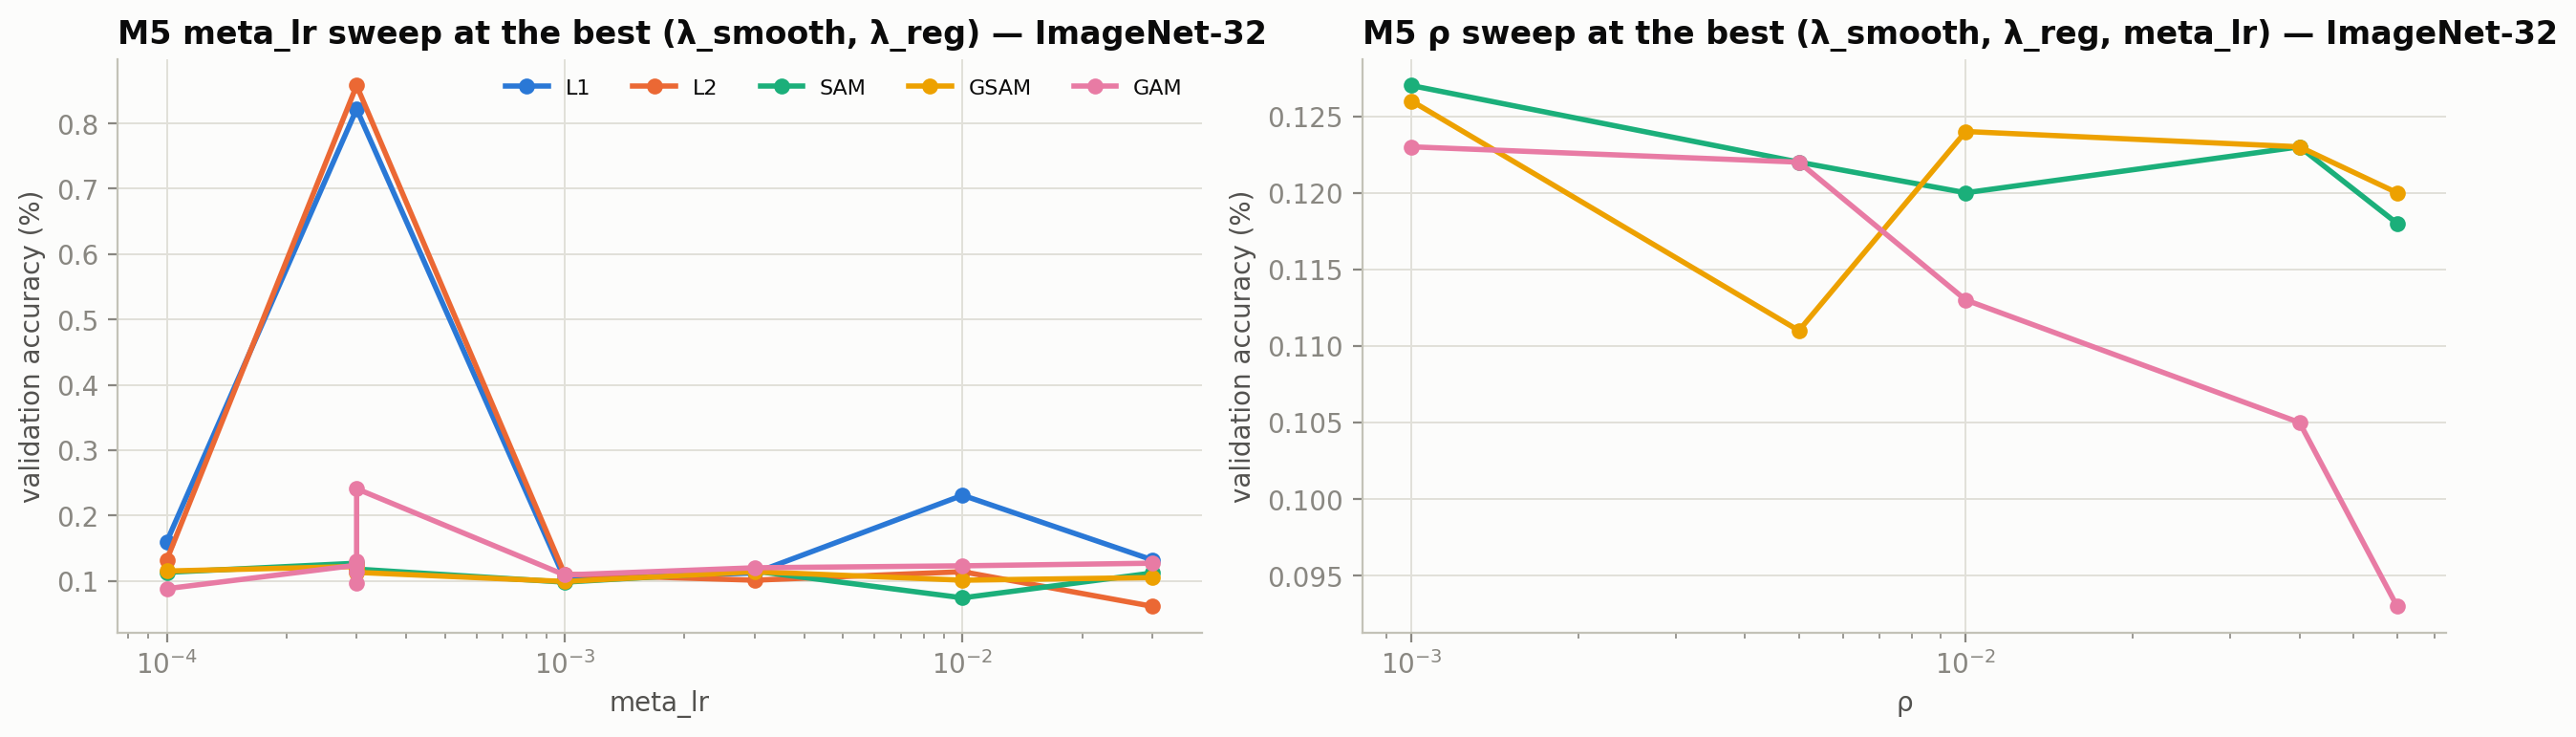 M5 meta_lr sweep at the best (λ_smooth, λ_reg) — ImageNet-32
L1 L2 SAM GSAM GAM
validation accuracy (%)
0.8
0.7
0.6
0.5
0.4
0.3
0.2
0.1
10⁻⁴ 10⁻³ 10⁻²
meta_lr
M5 ρ sweep at the best (λ_smooth, λ_reg, meta_lr) — ImageNet-32
validation accuracy (%)
0.125
0.120
0.115
0.110
0.105
0.100
0.095
10⁻³ 10⁻²
ρ